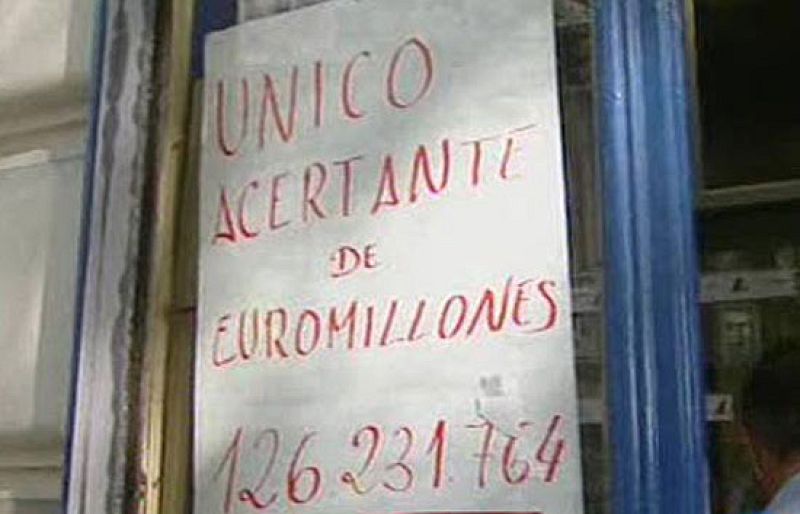 UNICO
ACERTANTE
DE
EUROMILLONES
126.231.764